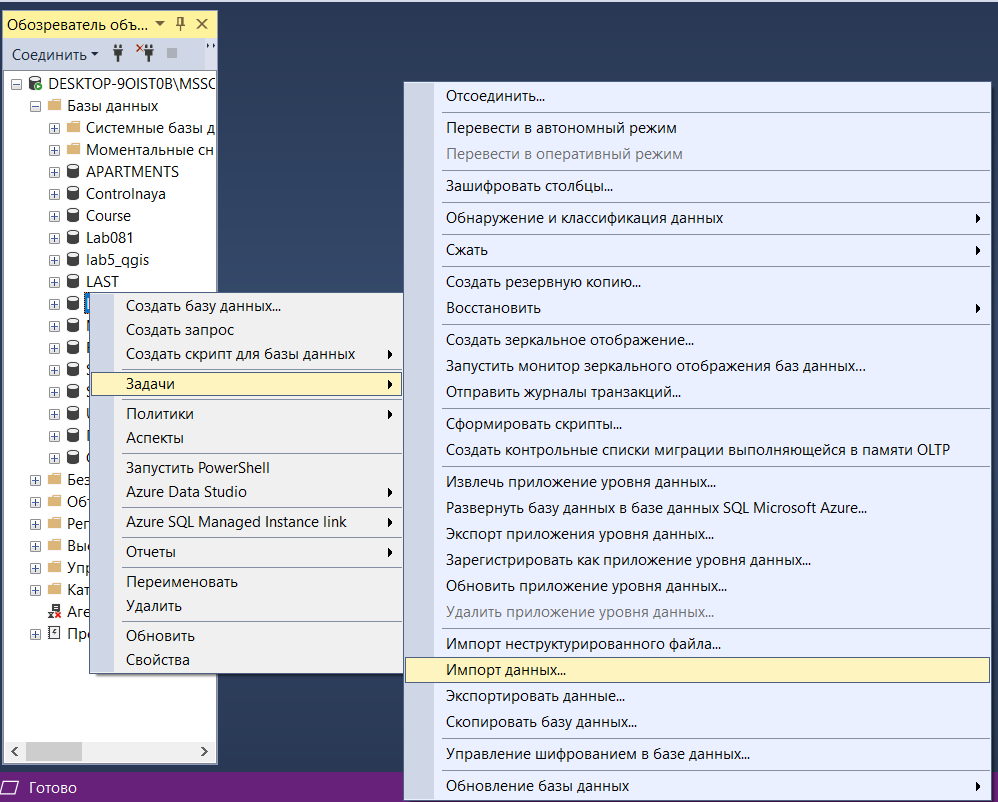 Обозреватель объ...
Соединить
DESKTOP-9OIST0B\MSSC
Базы данных
Системные базы д
Моментальные сн
APARTMENTS
Controlnaya
Course
Lab081
lab5_qgis
LAST
Без
Объ
Реп
Выс
Упр
Кат
Аге
Про
Готово
Создать базу данных...
Создать запрос
Создать скрипт для базы данных
Задачи
Политики
Аспекты
Запустить PowerShell
Azure Data Studio
Azure SQL Managed Instance link
Отчеты
Переименовать
Удалить
Обновить
Свойства
Отсоединить...
Перевести в автономный режим
Перевести в оперативный режим
Зашифровать столбцы...
Обнаружение и классификация данных
Сжать
Создать резервную копию...
Восстановить
Создать зеркальное отображение...
Запустить монитор зеркального отображения баз данных...
Отправить журналы транзакций...
Сформировать скрипты...
Создать контрольные списки миграции выполняющейся в памяти OLTP
Извлечь приложение уровня данных...
Развернуть базу данных в базе данных SQL Microsoft Azure...
Экспорт приложения уровня данных...
Зарегистрировать как приложение уровня данных...
Обновить приложение уровня данных...
Удалить приложение уровня данных...
Импорт неструктурированного файла...
Импорт данных...
Экспортировать данные...
Скопировать базу данных...
Управление шифрованием в базе данных...
Обновление базы данных